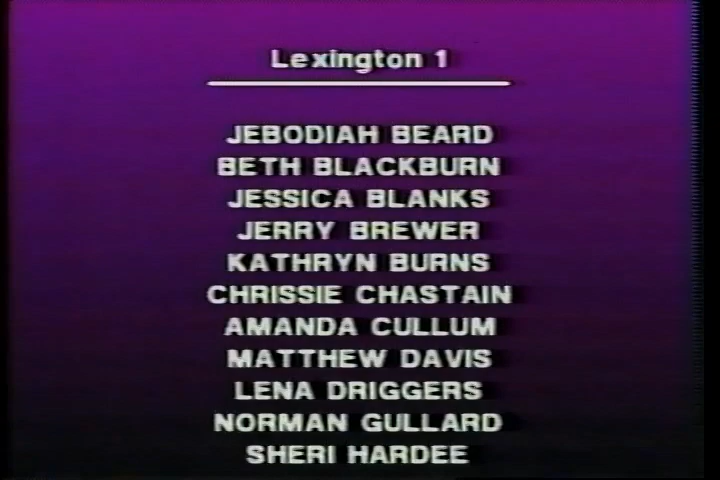 Lexington 1
JEBODIAH BEARD
BETH BLACKBURN
JESSICA BLANKS
JERRY BREWER
KATHRYN BURNS
CHRISSIE CHASTAIN
AMANDA CULLUM
MATTHEW DAVIS
LENA DRIGGERS
NORMAN GULLARD
SHERI HARDEE